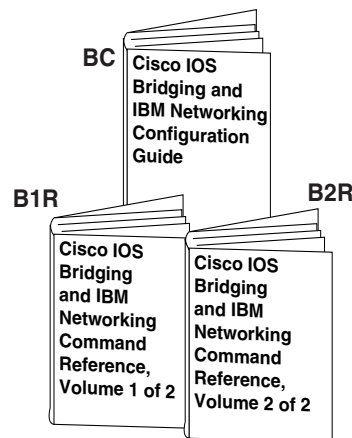 BC
Cisco IOS
Bridging and
IBM Networking
Configuration
Guide
B1R
Cisco IOS
Bridging
and IBM
Networking
Command
Reference,
Volume 1 of 2
B2R
Cisco IOS
Bridging
and IBM
Networking
Command
Reference,
Volume 2 of 2